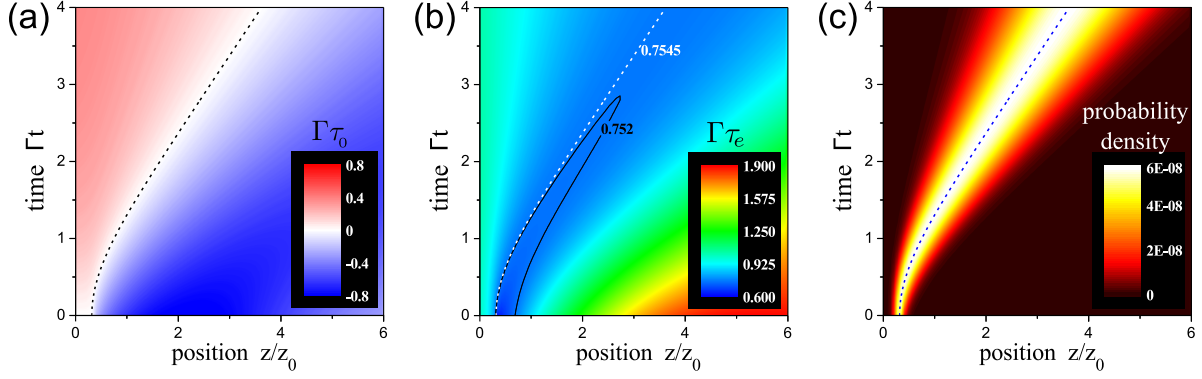 (a)
4
3
2
1
0
time Γt
0
2
4
6
position z/z₀
Γτ₀
0.8
0.4
0
-0.4
-0.8
(b)
4
3
2
1
0
time Γt
0
2
4
6
position z/z₀
0.7545
0.752
Γτₑ
1.900
1.575
1.250
0.925
0.600
(c)
4
3
2
1
0
time Γt
0
2
4
6
position z/z₀
probability
density
6E-08
4E-08
2E-08
0